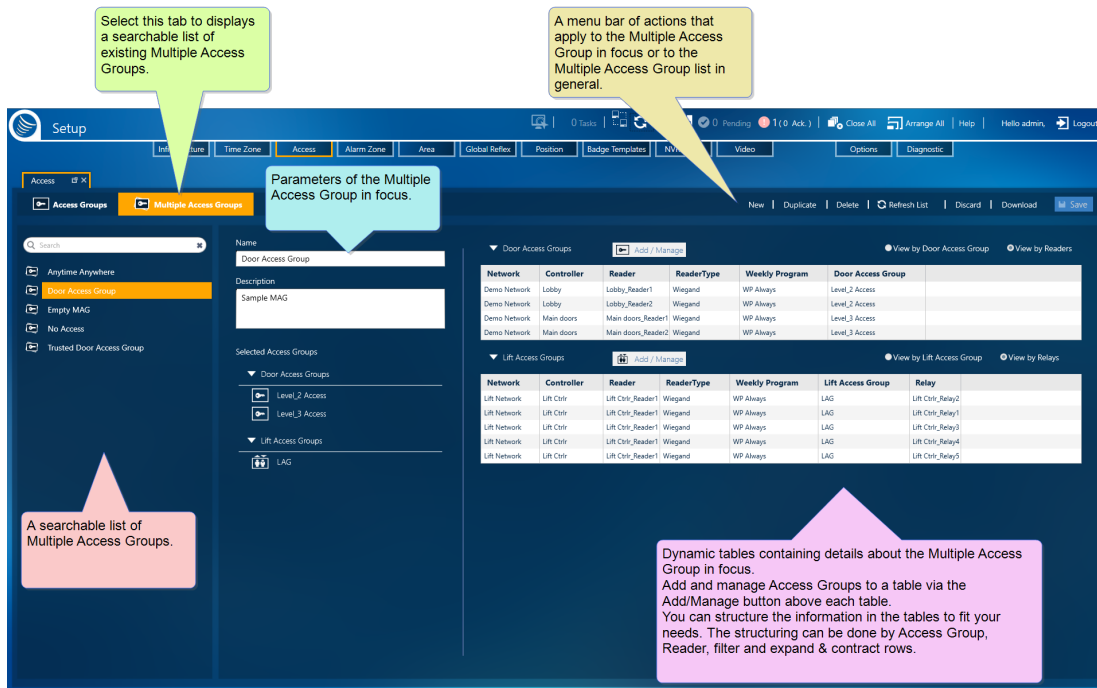 Select this tab to displays
a searchable list of
existing Multiple Access
Groups.
A menu bar of actions that
apply to the Multiple Access
Group in focus or to the
Multiple Access Group list in
general.
Setup
0 Tasks
0 Pending
1 ( 0 Ack. )
Close All
Arrange All
Help
Hello admin,
Logout
Time Zone
Access
Alarm Zone
Area
Global Reflex
Position
Badge Templates
Video
Options
Diagnostic
Access
Access Groups
Multiple Access Groups
Parameters of the Multiple
Access Group in focus.
New | Duplicate | Delete | Refresh List | Discard | Download
Save
Search
Anytime Anywhere
Door Access Group
Empty MAG
No Access
Trusted Door Access Group
Name
Door Access Group
Description
Sample MAG
Selected Access Groups
Door Access Groups
Level_2 Access
Level_3 Access
Lift Access Groups
LAG
Door Access Groups
Add / Manage
View by Door Access Group
View by Readers
Network Controller Reader ReaderType Weekly Program Door Access Group
Demo Network Lobby Lobby_Reader1 Wiegand WP Always Level_2 Access
Demo Network Lobby Lobby_Reader2 Wiegand WP Always Level_2 Access
Demo Network Main doors Main doors_Reader1 Wiegand WP Always Level_3 Access
Demo Network Main doors Main doors_Reader2 Wiegand WP Always Level_3 Access
Lift Access Groups
Add / Manage
View by Lift Access Group
View by Relays
Network Controller Reader ReaderType Weekly Program Lift Access Group Relay
Lift Network Lift Ctrlr Lift Ctrlr_Reader1 Wiegand WP Always LAG Lift Ctrlr_Relay2
Lift Network Lift Ctrlr Lift Ctrlr_Reader1 Wiegand WP Always LAG Lift Ctrlr_Relay1
Lift Network Lift Ctrlr Lift Ctrlr_Reader1 Wiegand WP Always LAG Lift Ctrlr_Relay3
Lift Network Lift Ctrlr Lift Ctrlr_Reader1 Wiegand WP Always LAG Lift Ctrlr_Relay4
Lift Network Lift Ctrlr Lift Ctrlr_Reader1 Wiegand WP Always LAG Lift Ctrlr_Relay5
A searchable list of
Multiple Access Groups.
Dynamic tables containing details about the Multiple Access
Group in focus.
Add and manage Access Groups to a table via the
Add/Manage button above each table.
You can structure the information in the tables to fit your
needs. The structuring can be done by Access Group,
Reader, filter and expand & contract rows.